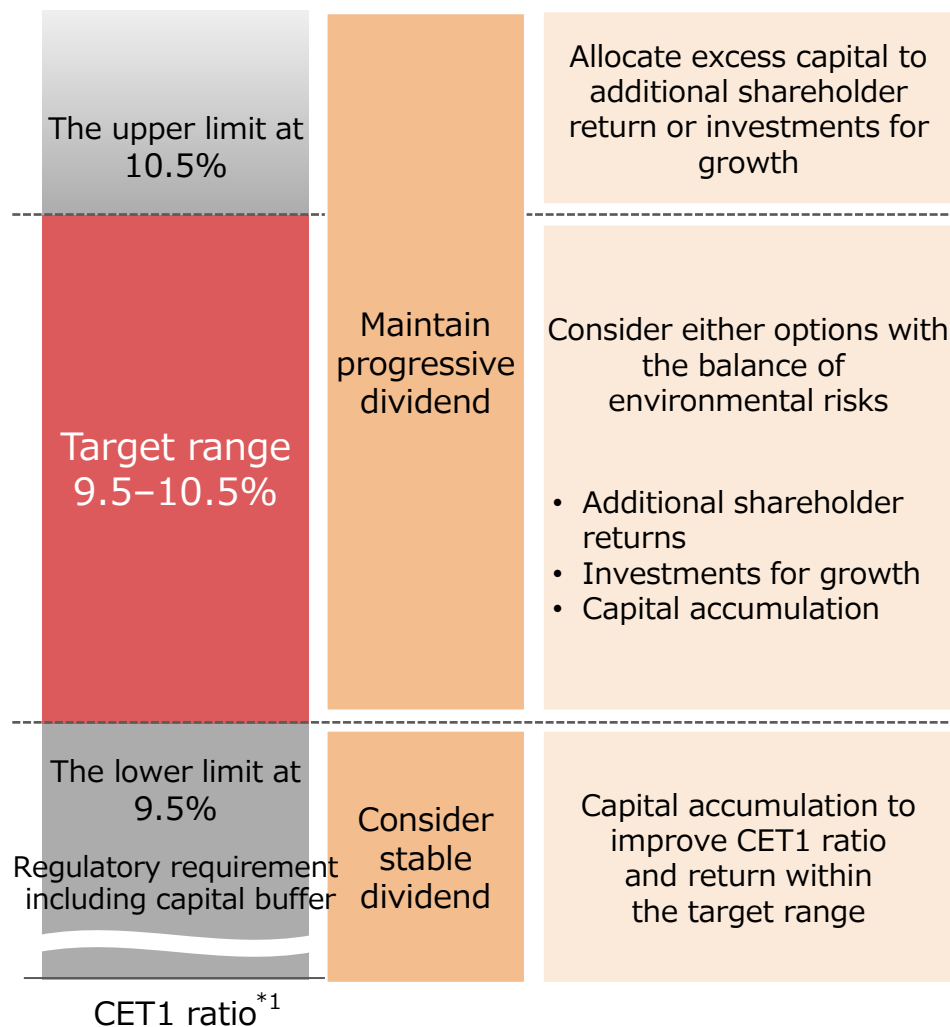 The upper limit at
10.5%
Allocate excess capital to
additional shareholder
return or investments for
growth
Target range
9.5–10.5%
Maintain
progressive
dividend
Consider either options with
the balance of
environmental risks
• Additional shareholder
returns
• Investments for growth
• Capital accumulation
The lower limit at
9.5%
Regulatory requirement
including capital buffer
Consider
stable
dividend
Capital accumulation to
improve CET1 ratio
and return within
the target range
CET1 ratio*1